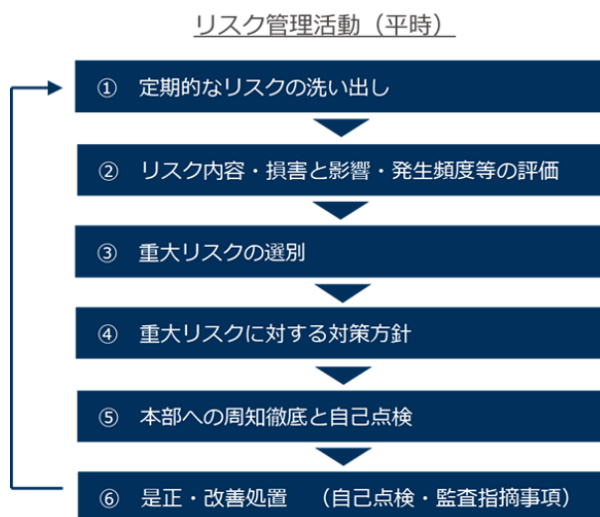 リスク管理活動（平時）
① 定期的なリスクの洗い出し
② リスク内容・損害と影響・発生頻度等の評価
③ 重大リスクの選別
④ 重大リスクに対する対策方針
⑤ 本部への周知徹底と自己点検
⑥ 是正・改善処置 （自己点検・監査指摘事項）